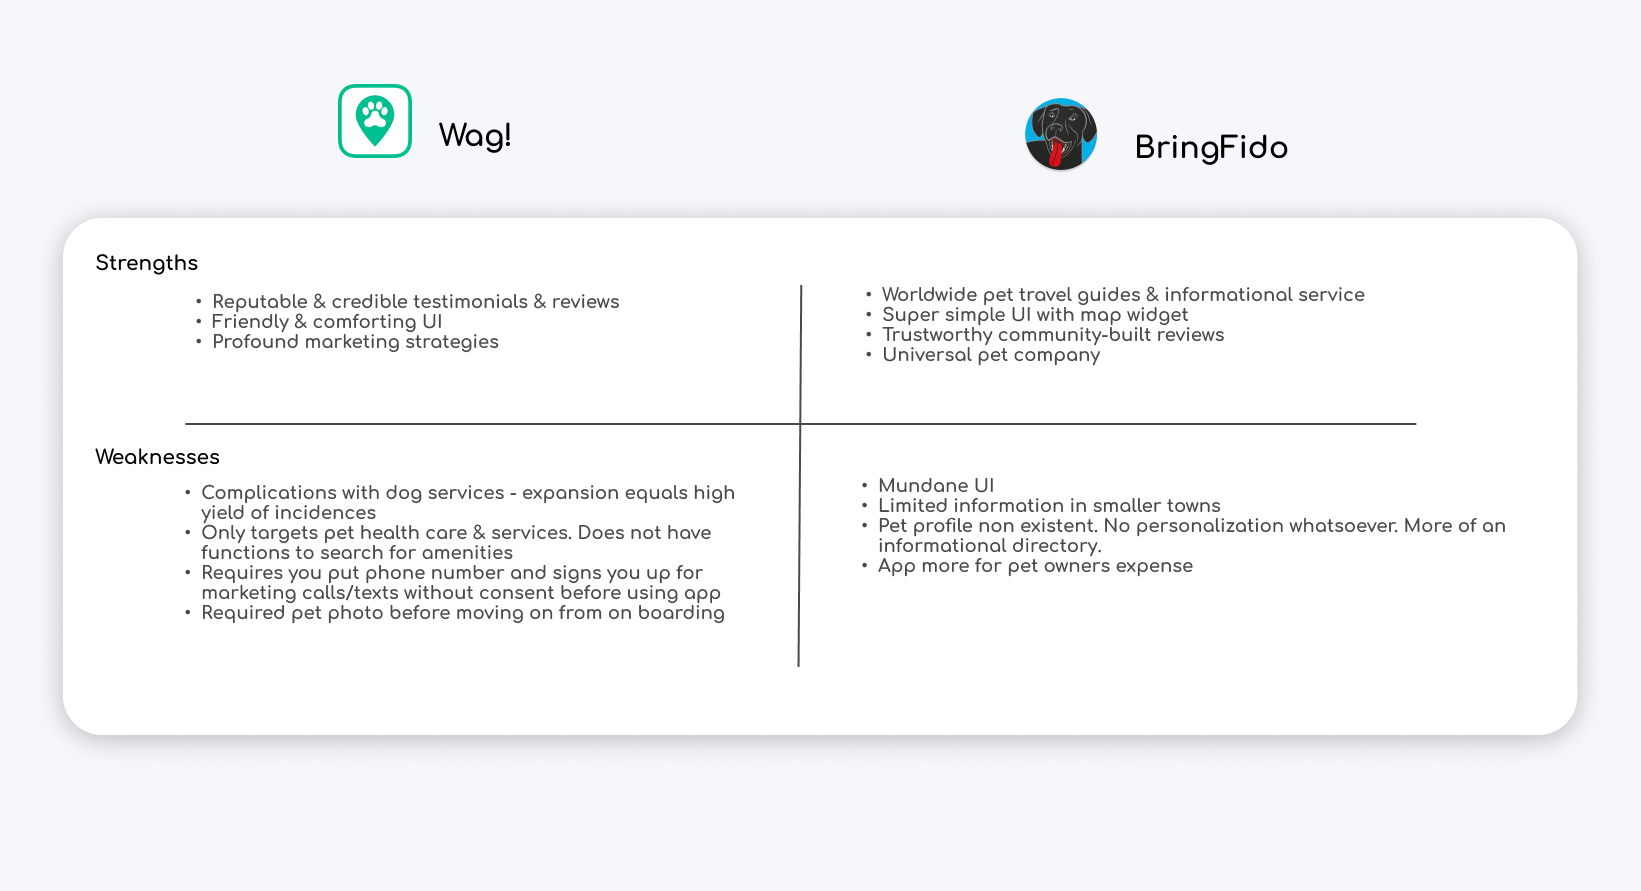 Wag!
BringFido
Strengths
• Reputable & credible testimonials & reviews
• Friendly & comforting UI
• Profound marketing strategies
• Worldwide pet travel guides & informational service
• Super simple UI with map widget
• Trustworthy community-built reviews
• Universal pet company
Weaknesses
• Complications with dog services - expansion equals high
yield of incidences
• Only targets pet health care & services. Does not have
functions to search for amenities
• Requires you put phone number and signs you up for
marketing calls/texts without consent before using app
• Required pet photo before moving on from on boarding
• Mundane UI
• Limited information in smaller towns
• Pet profile non existent. No personalization whatsoever. More of an
informational directory.
• App more for pet owners expense